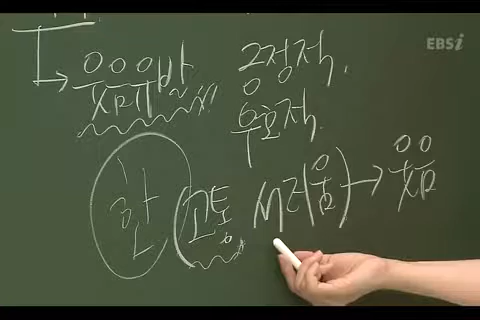 EBSi
웃음유발 긍정적.
우호적.
한 (고통, 서러움) → 웃음